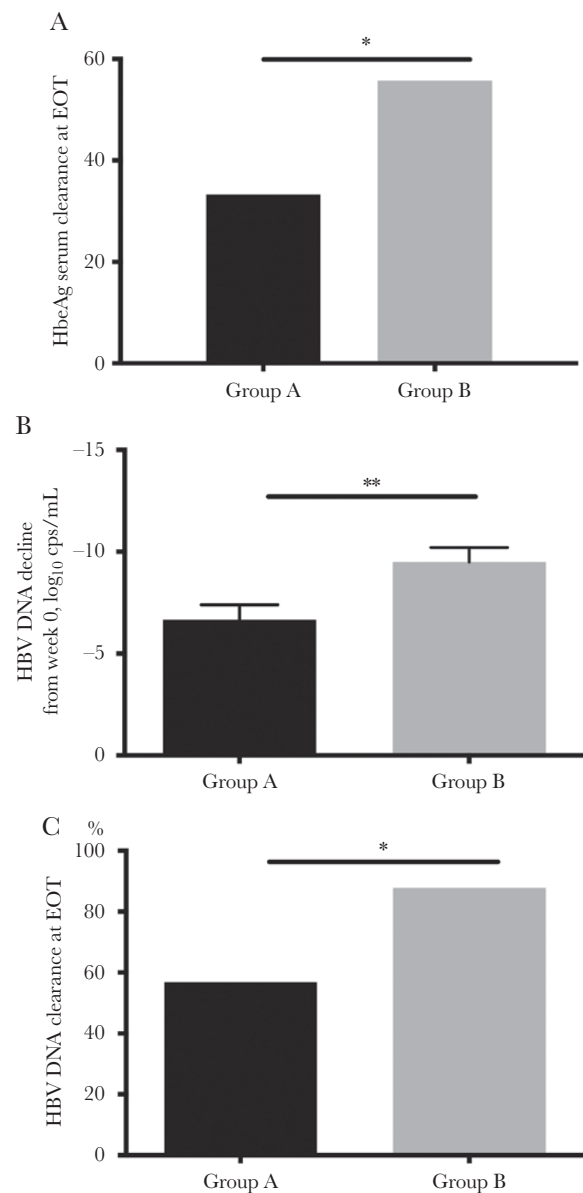 A
*
60
40
20
0
HbeAg serum clearance at EOT
Group A
Group B
B
–15
**
–10
–5
0
HBV DNA decline
from week 0, log₁₀ cps/mL
Group A
Group B
C
%
100
*
80
60
40
20
0
HBV DNA clearance at EOT
Group A
Group B